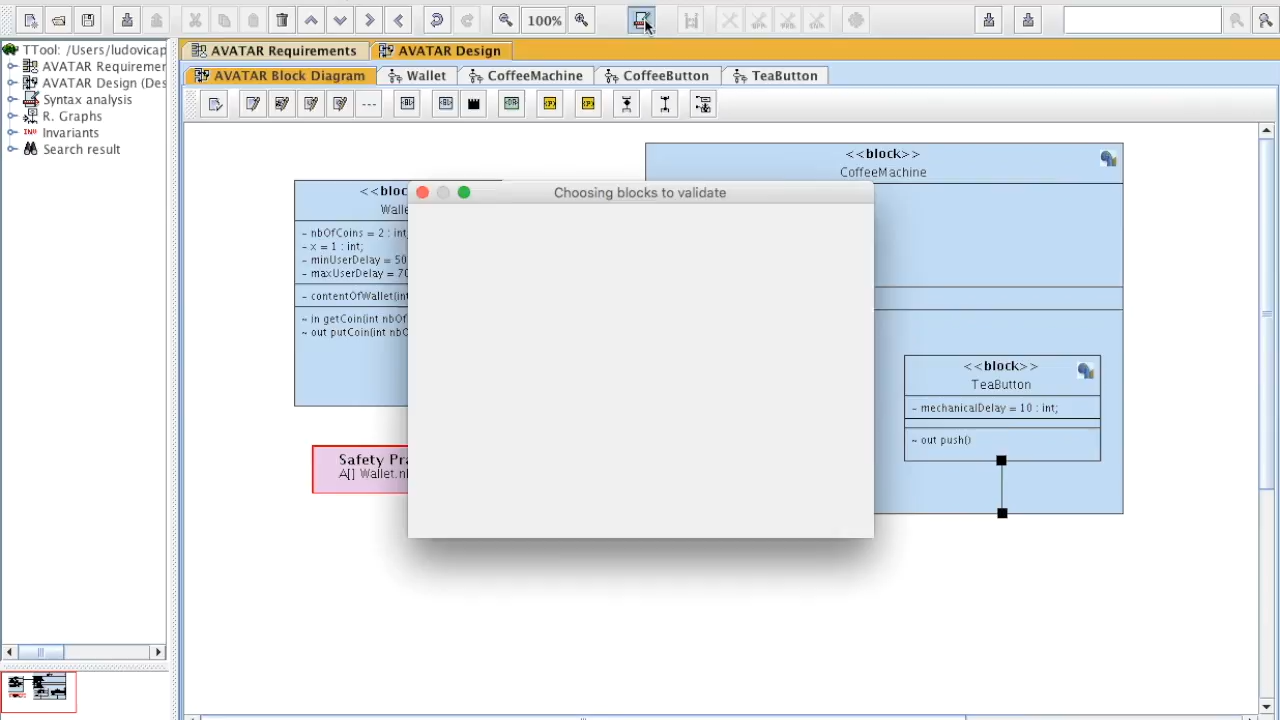 100%
TTool: /Users/ludovicap
AVATAR Requirements
AVATAR Design
AVATAR Requiremer
AVATAR Design (Des
Syntax analysis
R. Graphs
Invariants
Search result
AVATAR Block Diagram
Wallet
CoffeeMachine
CoffeeButton
TeaButton
Choosing blocks to validate
<<block>>
CoffeeMachine
<<bloc
Walle
- nbOfCoins = 2 : int;
- x = 1 : int;
- minUserDelay = 50
- maxUserDelay = 70
- contentOfWallet(int
~ in getCoin(int nbOf
~ out putCoin(int nbO
Safety Pra
A[] Wallet.nl
<<block>>
TeaButton
- mechanicalDelay = 10 : int;
~ out push()